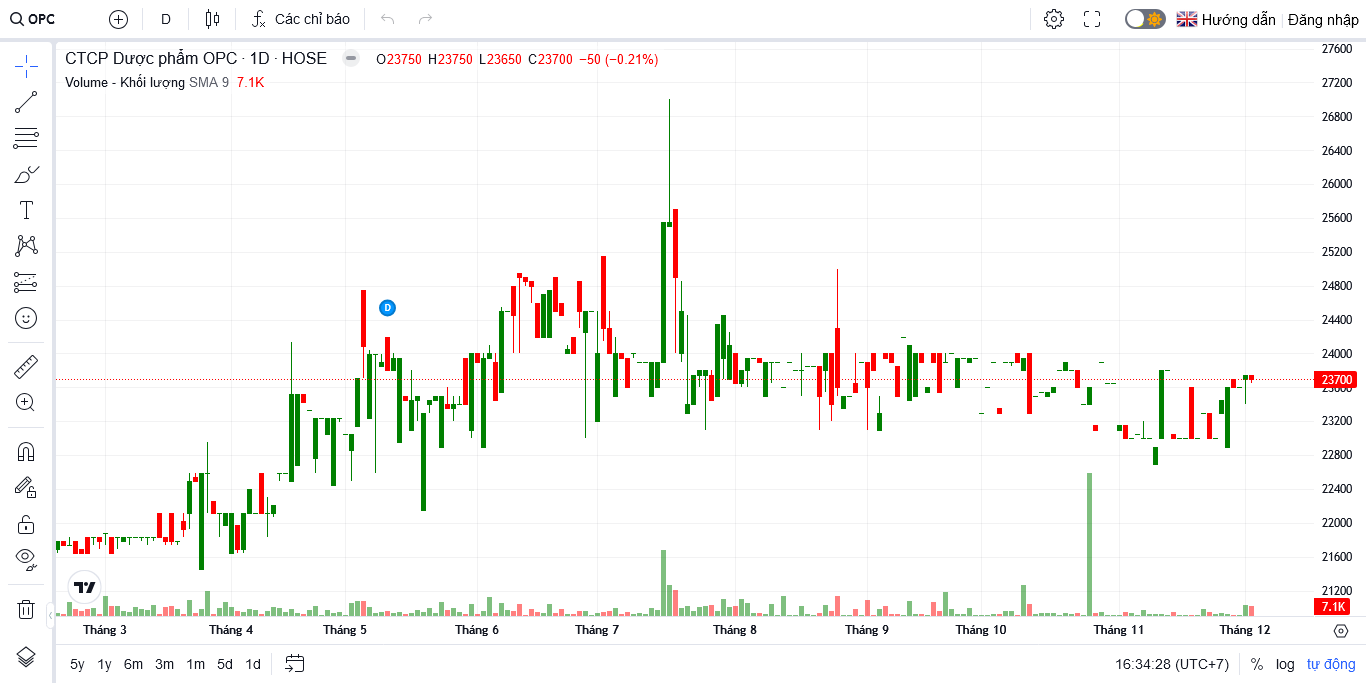 OPC D Các chỉ báo Hướng dẫn Đăng nhập
CTCP Dược phẩm OPC · 1D · HOSE O23750 H23750 L23650 C23700 −50 (−0.21%)
Volume - Khối lượng SMA 9 7.1K
27600
27200
26800
26400
26000
25600
25200
24800
D
24400
24000
23700
23600
23200
22800
22400
22000
21600
21200
7.1K
Tháng 3 Tháng 4 Tháng 5 Tháng 6 Tháng 7 Tháng 8 Tháng 9 Tháng 10 Tháng 11 Tháng 12
5y 1y 6m 3m 1m 5d 1d 16:34:28 (UTC+7) % log tự động